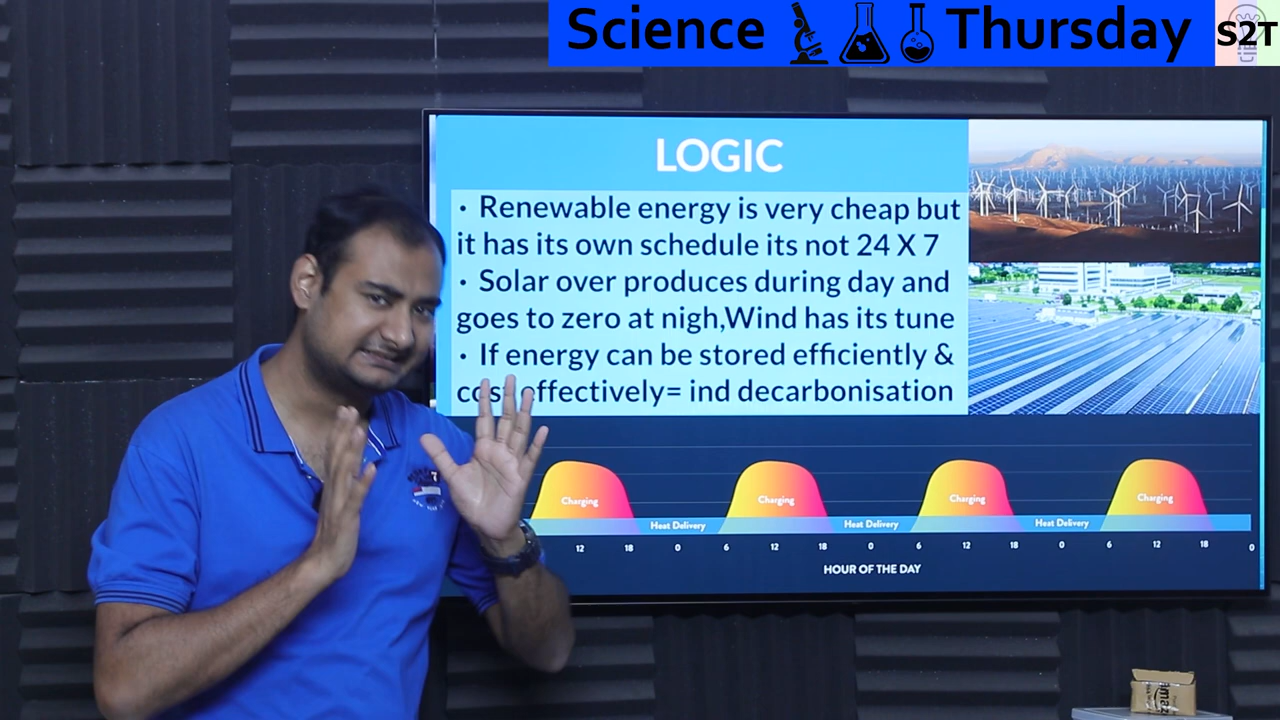 Science Thursday
S2T
LOGIC
· Renewable energy is very cheap but
it has its own schedule its not 24 X 7
· Solar over produces during day and
goes to zero at nigh,Wind has its tune
· If energy can be stored efficiently &
cost effectively= ind decarbonisation
Charging Charging Charging Charging
Heat Delivery Heat Delivery Heat Delivery
12 18 0 6 12 18 0 6 12 18 0 6 12 18 0
HOUR OF THE DAY